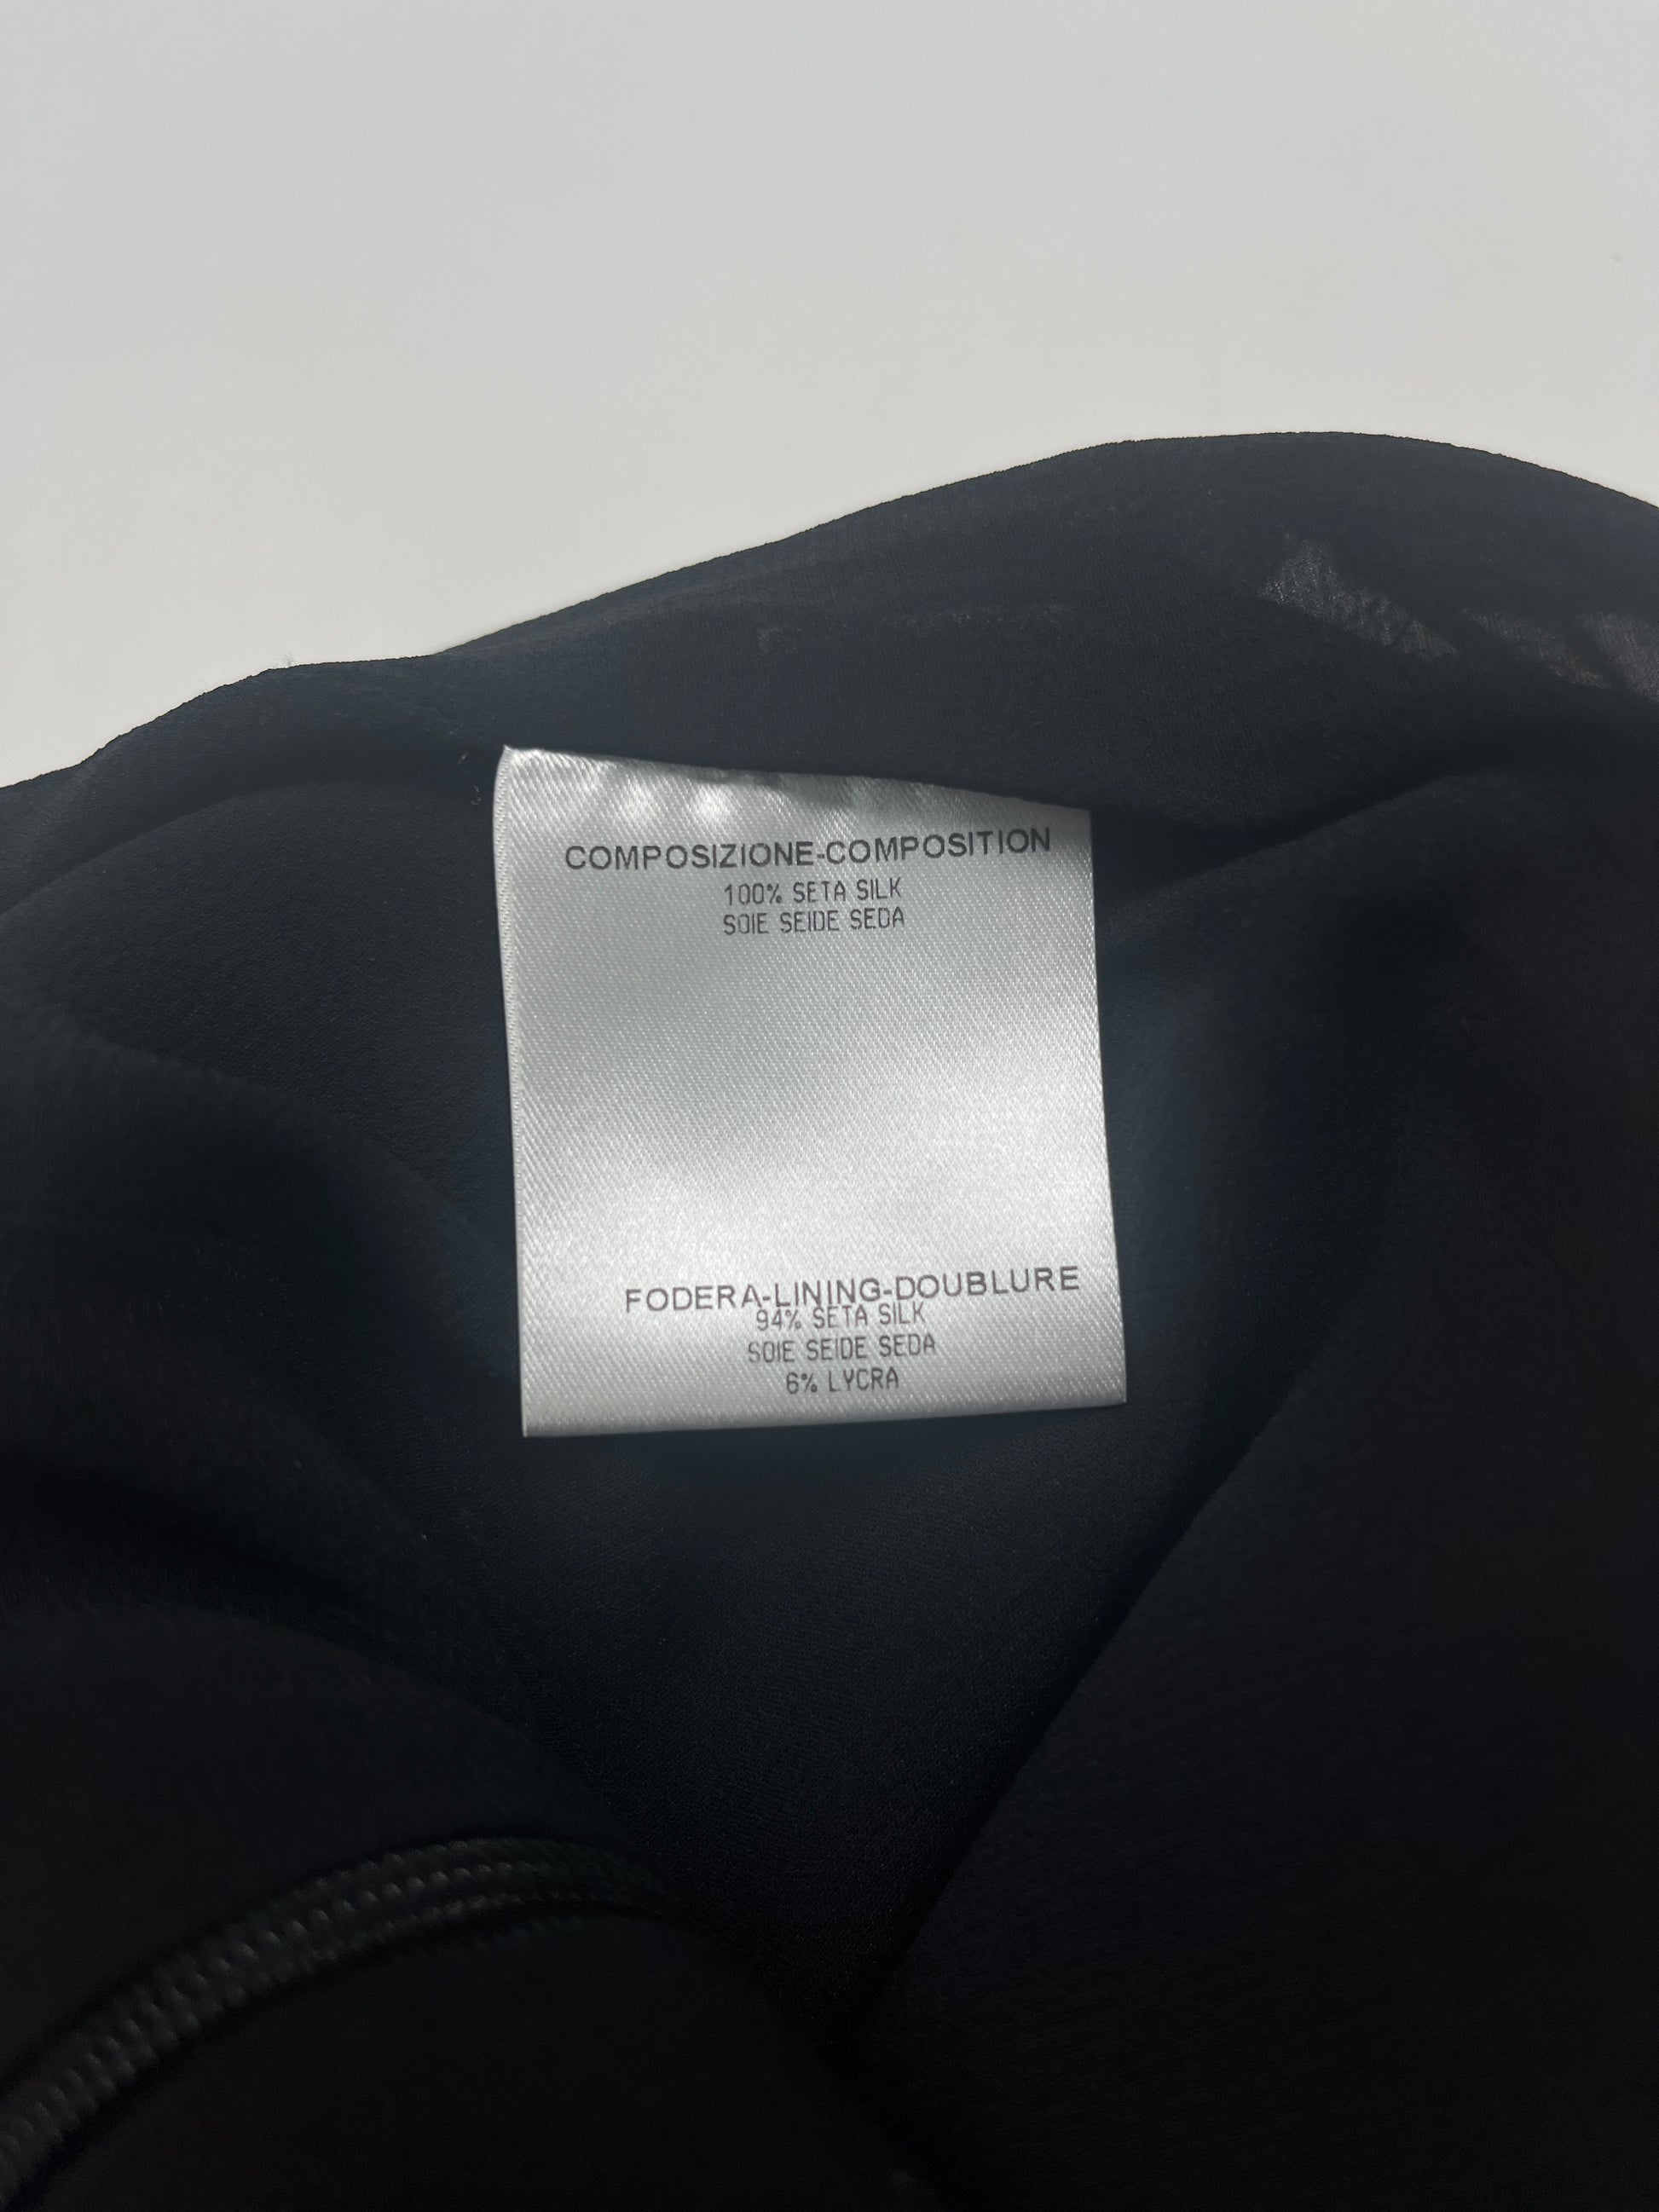 COMPOSIZIONE-COMPOSITION
100% SETA SILK
SOIE SEIDE SEDA
FODERA-LINING-DOUBLURE
94% SETA SILK
SOIE SEIDE SEDA
6% LYCRA